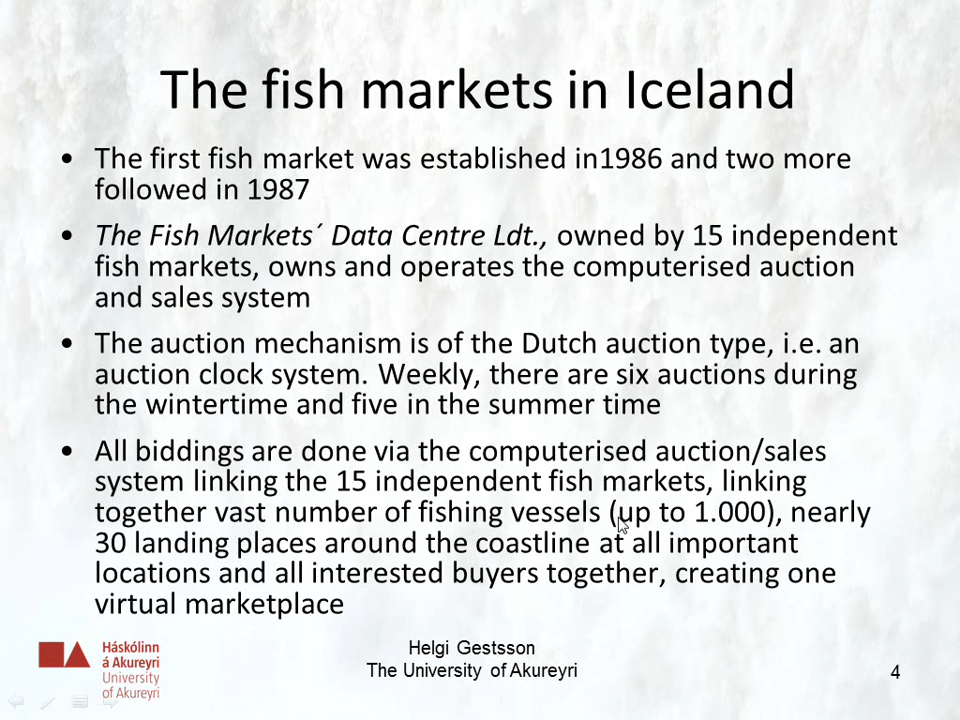 The fish markets in Iceland
• The first fish market was established in1986 and two more
followed in 1987
• The Fish Markets´ Data Centre Ldt., owned by 15 independent
fish markets, owns and operates the computerised auction
and sales system
• The auction mechanism is of the Dutch auction type, i.e. an
auction clock system. Weekly, there are six auctions during
the wintertime and five in the summer time
• All biddings are done via the computerised auction/sales
system linking the 15 independent fish markets, linking
together vast number of fishing vessels (up to 1.000), nearly
30 landing places around the coastline at all important
locations and all interested buyers together, creating one
virtual marketplace
Háskólinn
á Akureyri
University
of Akureyri
Helgi Gestsson
The University of Akureyri
4